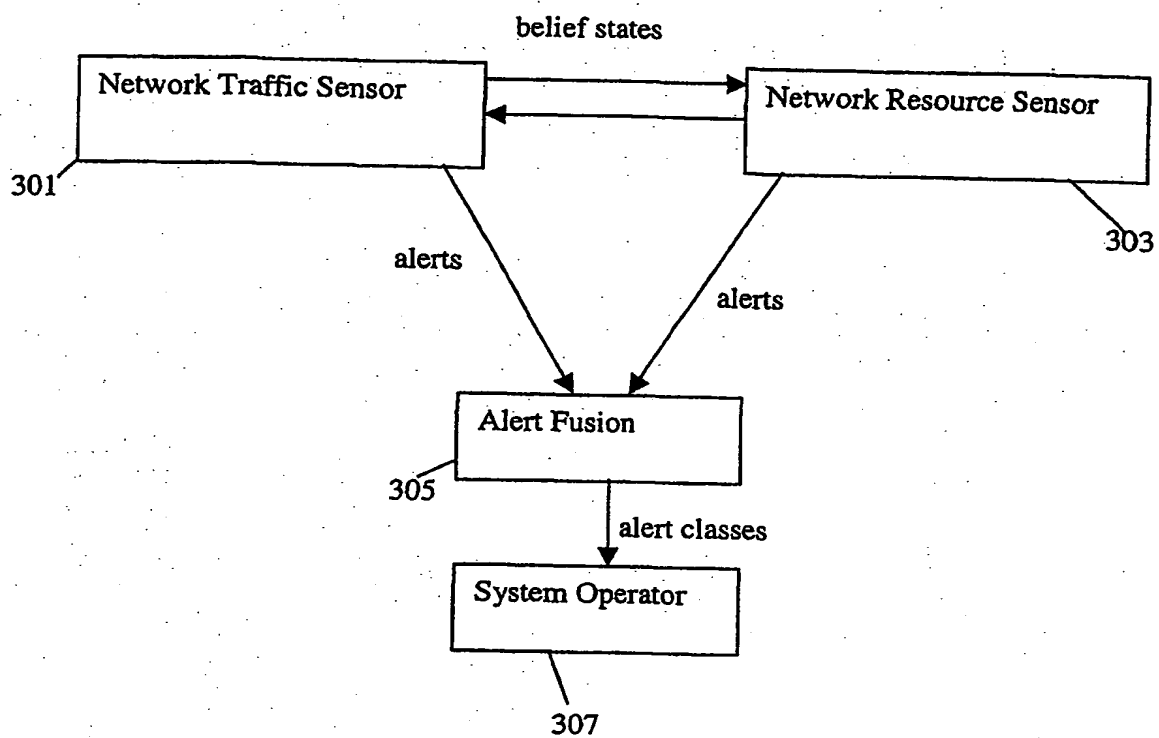 belief states
Network Traffic Sensor
Network Resource Sensor
301
303
alerts
alerts
Alert Fusion
305
alert classes
System Operator
307